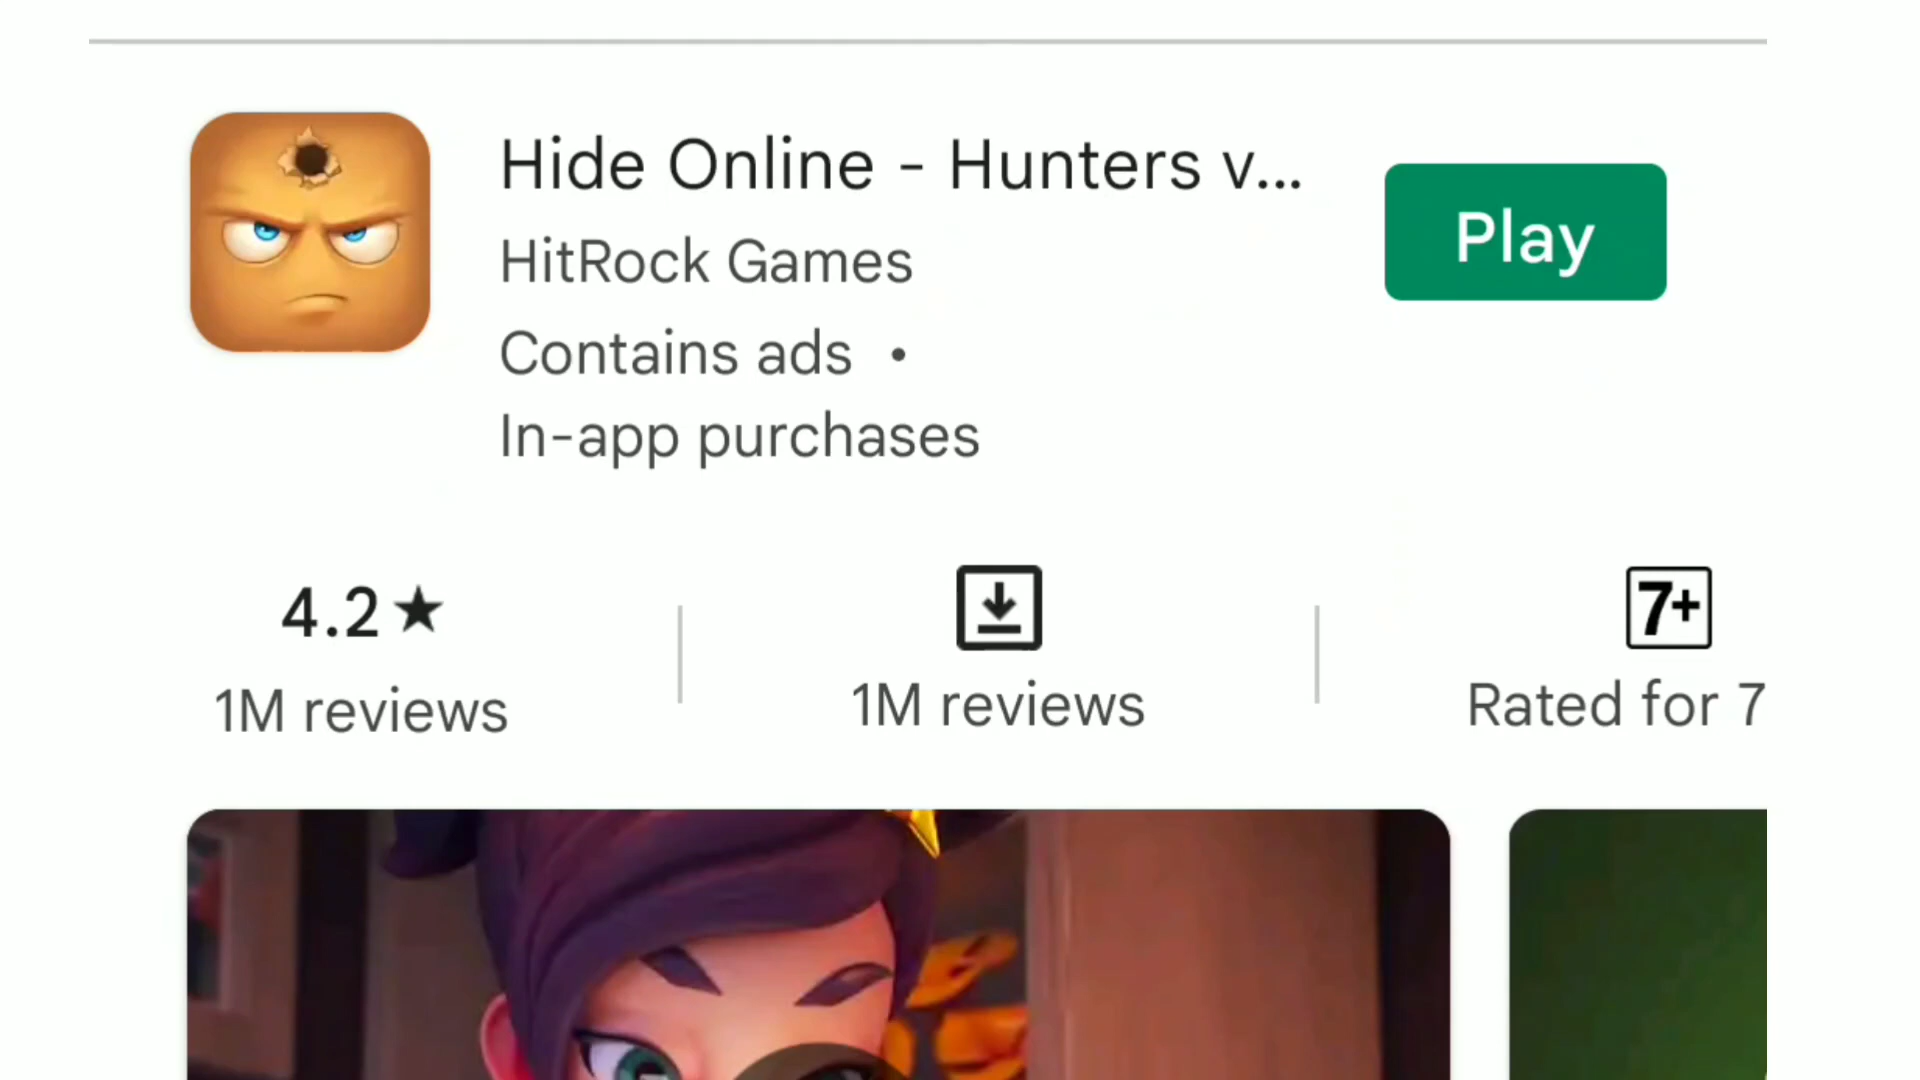 Hide Online - Hunters v...
HitRock Games
Play
Contains ads •
In-app purchases
4.2★
1M reviews
1M reviews
7+
Rated for 7